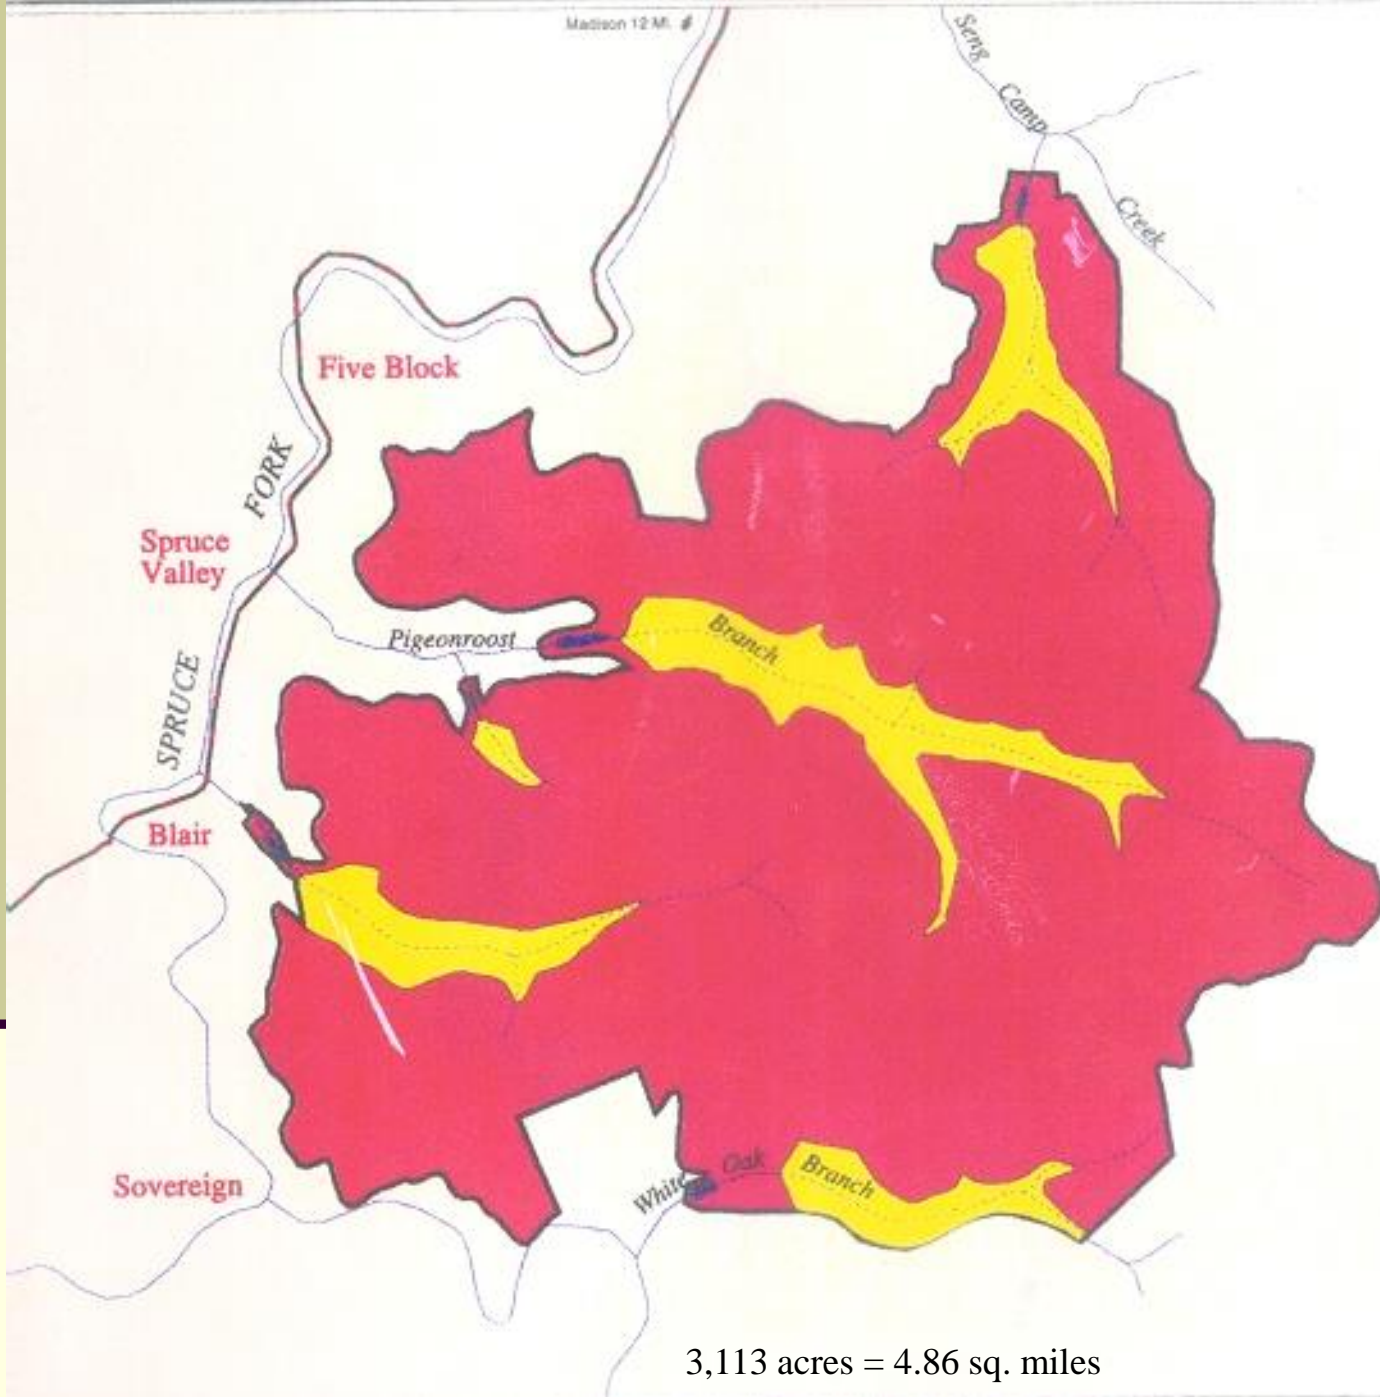 Madison 12 Mi.
Seng
Camp
Creek
Five Block
FORK
Spruce
Valley
SPRUCE
Pigeonroost
Branch
Blair
Sovereign
White
Oak
Branch
3,113 acres = 4.86 sq. miles